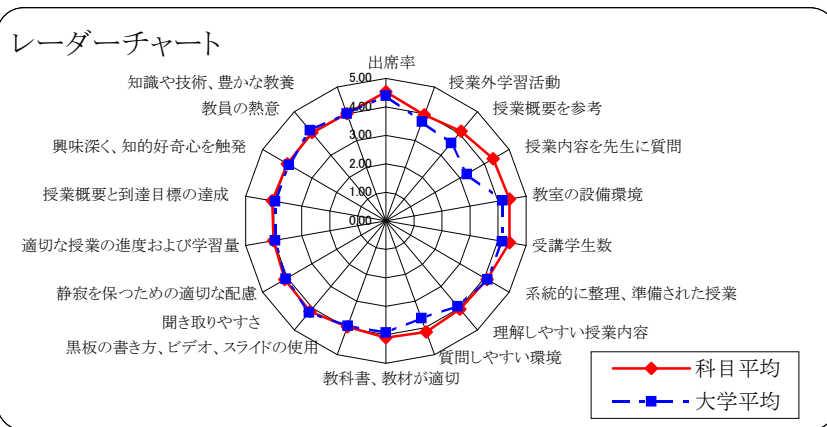 レーダーチャート
出席率
授業外学習活動
授業概要を参考
授業内容を先生に質問
教室の設備環境
受講学生数
系統的に整理、準備された授業
理解しやすい授業内容
質問しやすい環境
教科書、教材が適切
黒板の書き方、ビデオ、スライドの使用
聞き取りやすさ
静寂を保つための適切な配慮
適切な授業の進度および学習量
授業概要と到達目標の達成
興味深く、知的好奇心を触発
教員の熱意
知識や技術、豊かな教養
5.00
4.00
3.00
2.00
1.00
0.00
科目平均
大学平均